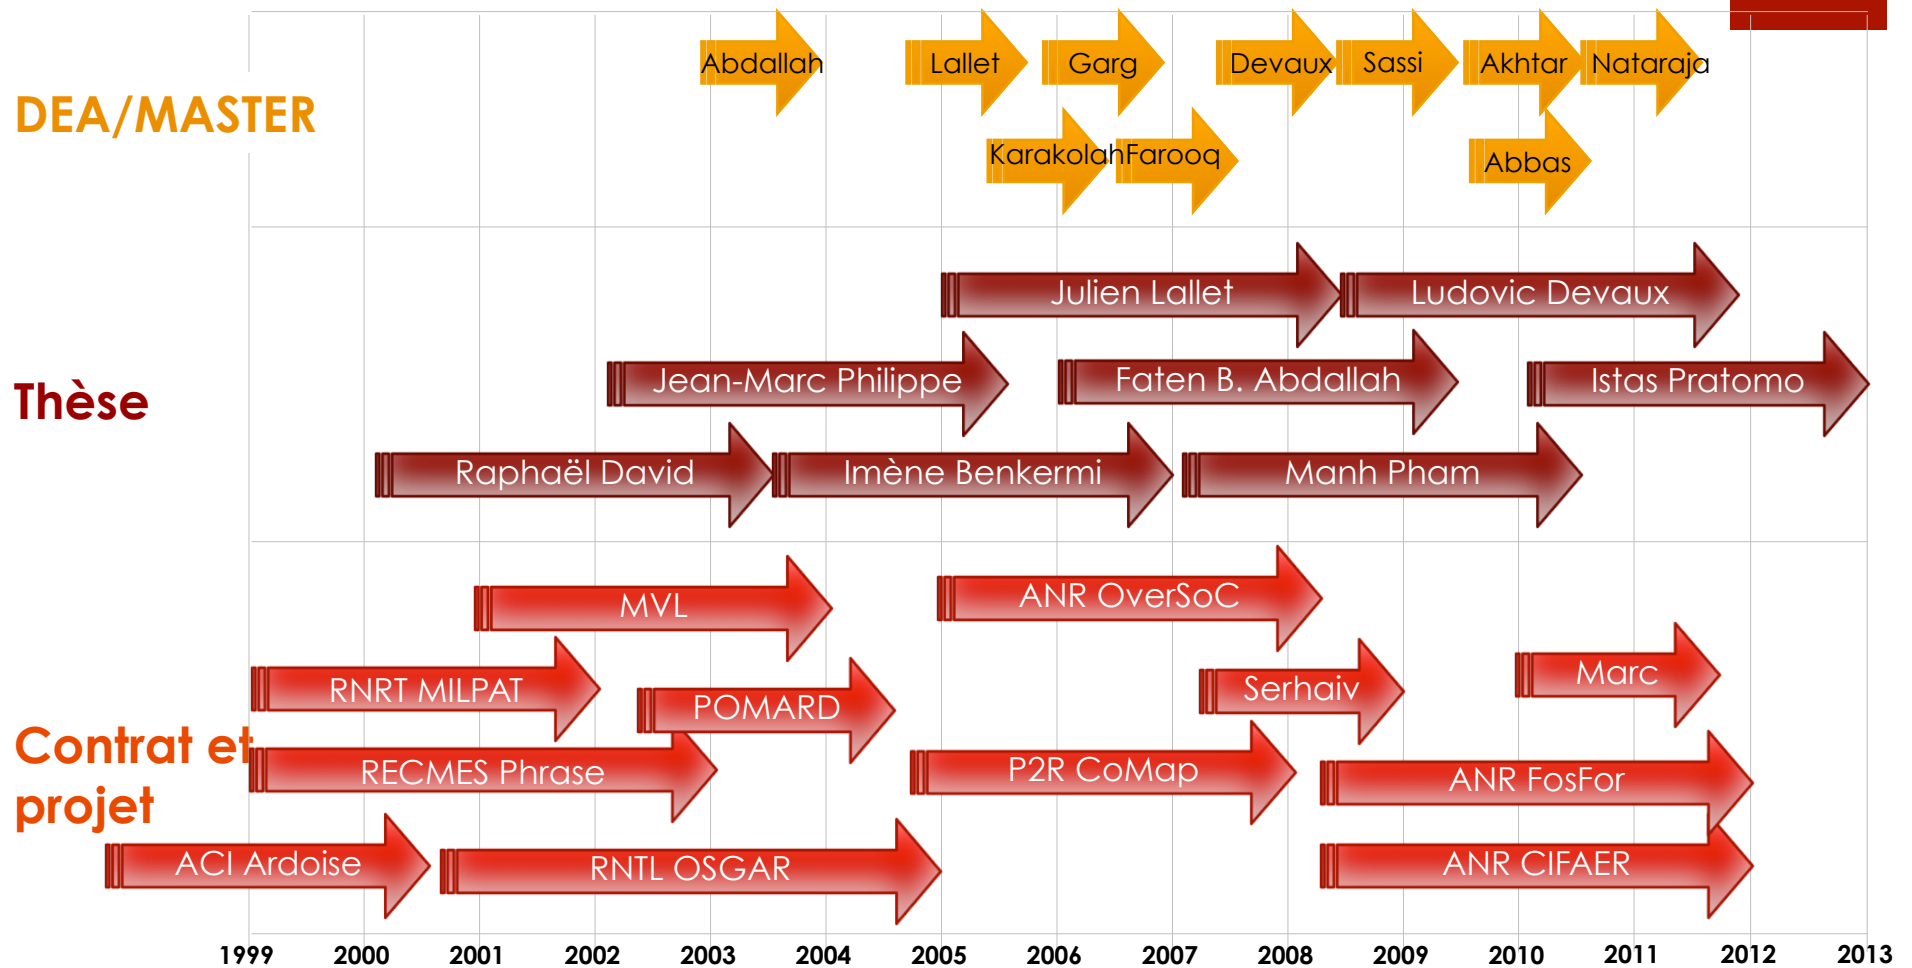 Abdallah
Lallet
Garg
Devaux
Sassi
Akhtar
Nataraja
DEA/MASTER
Karakolah
Farooq
Abbas
Julien Lallet
Ludovic Devaux
Thèse
Jean-Marc Philippe
Faten B. Abdallah
Istas Pratomo
Raphaël David
Imène Benkermi
Manh Pham
MVL
ANR OverSoC
RNRT MILPAT
POMARD
Serhaiv
Marc
Contrat et
projet
RECMES Phrase
P2R CoMap
ANR FosFor
ACI Ardoise
RNTL OSGAR
ANR CIFAER
1999
2000
2001
2002
2003
2004
2005
2006
2007
2008
2009
2010
2011
2012
2013